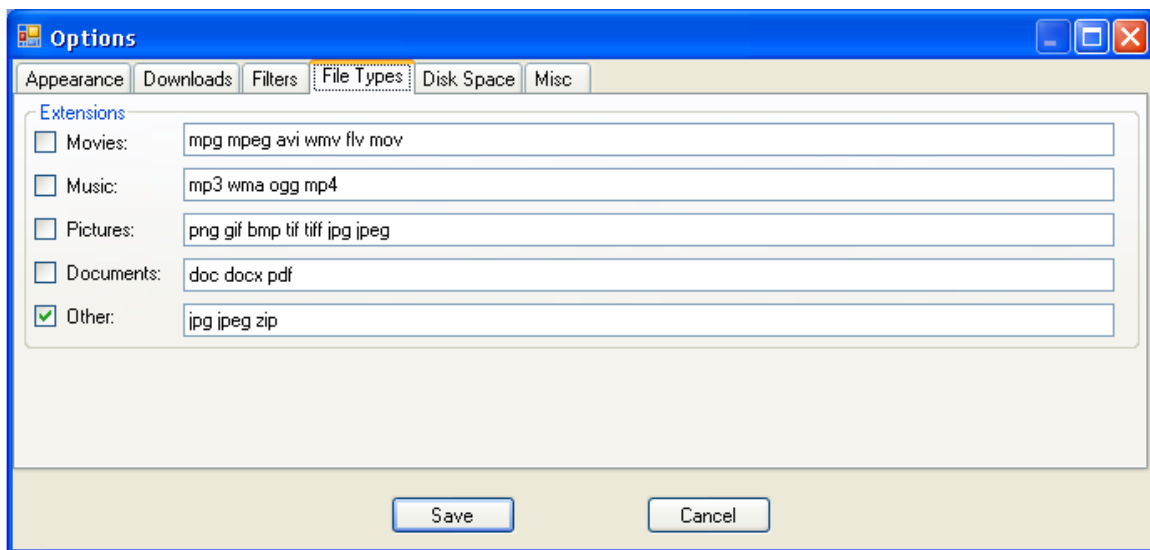 Options
Appearance Downloads Filters File Types Disk Space Misc
Extensions
Movies: mpg mpeg avi wmv flv mov
Music: mp3 wma ogg mp4
Pictures: png gif bmp tif tiff jpg jpeg
Documents: doc docx pdf
Other: jpg jpeg zip
Save Cancel